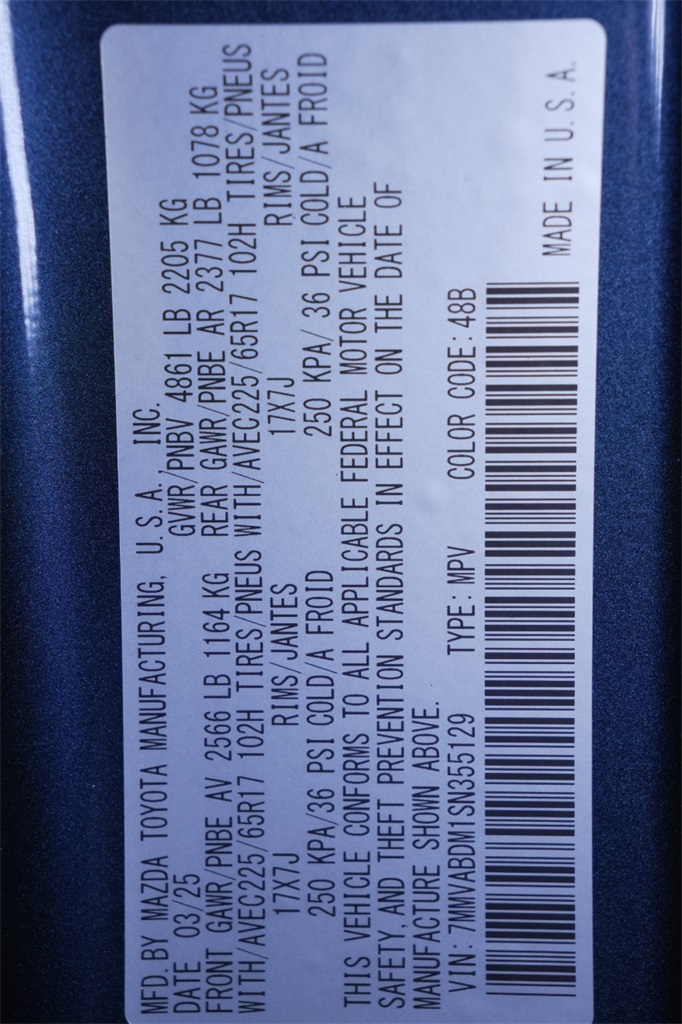 MFD. BY MAZDA TOYOTA MANUFACTURING, U.S.A., INC.
DATE 03/25 GVWR/PNBV 4861 LB 2205 KG
FRONT GAWR/PNBE AV 2566 LB 1164 KG REAR GAWR/PNBE AR 2377 LB 1078 KG
WITH/AVEC225/65R17 102H TIRES/PNEUS WITH/AVEC225/65R17 102H TIRES/PNEUS
17X7J RIMS/JANTES 17X7J RIMS/JANTES
250 KPA/36 PSI COLD/A FROID 250 KPA/ 36 PSI COLD/A FROID
THIS VEHICLE CONFORMS TO ALL APPLICABLE FEDERAL MOTOR VEHICLE
SAFETY, AND THEFT PREVENTION STANDARDS IN EFFECT ON THE DATE OF
MANUFACTURE SHOWN ABOVE.
VIN: 7MMVABDM1SN355129 TYPE: MPV COLOR CODE: 48B
MADE IN U.S.A.